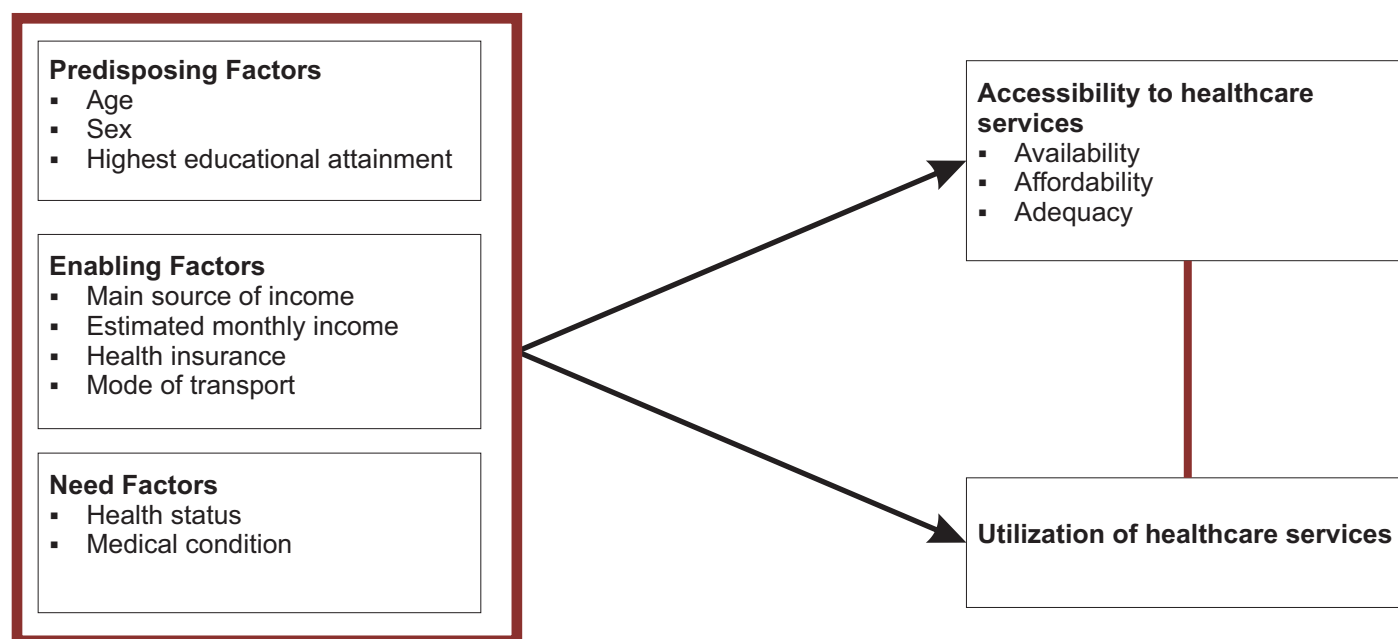 Predisposing Factors
▪ Age
▪ Sex
▪ Highest educational attainment
Enabling Factors
▪ Main source of income
▪ Estimated monthly income
▪ Health insurance
▪ Mode of transport
Need Factors
▪ Health status
▪ Medical condition
Accessibility to healthcare
services
▪ Availability
▪ Affordability
▪ Adequacy
Utilization of healthcare services